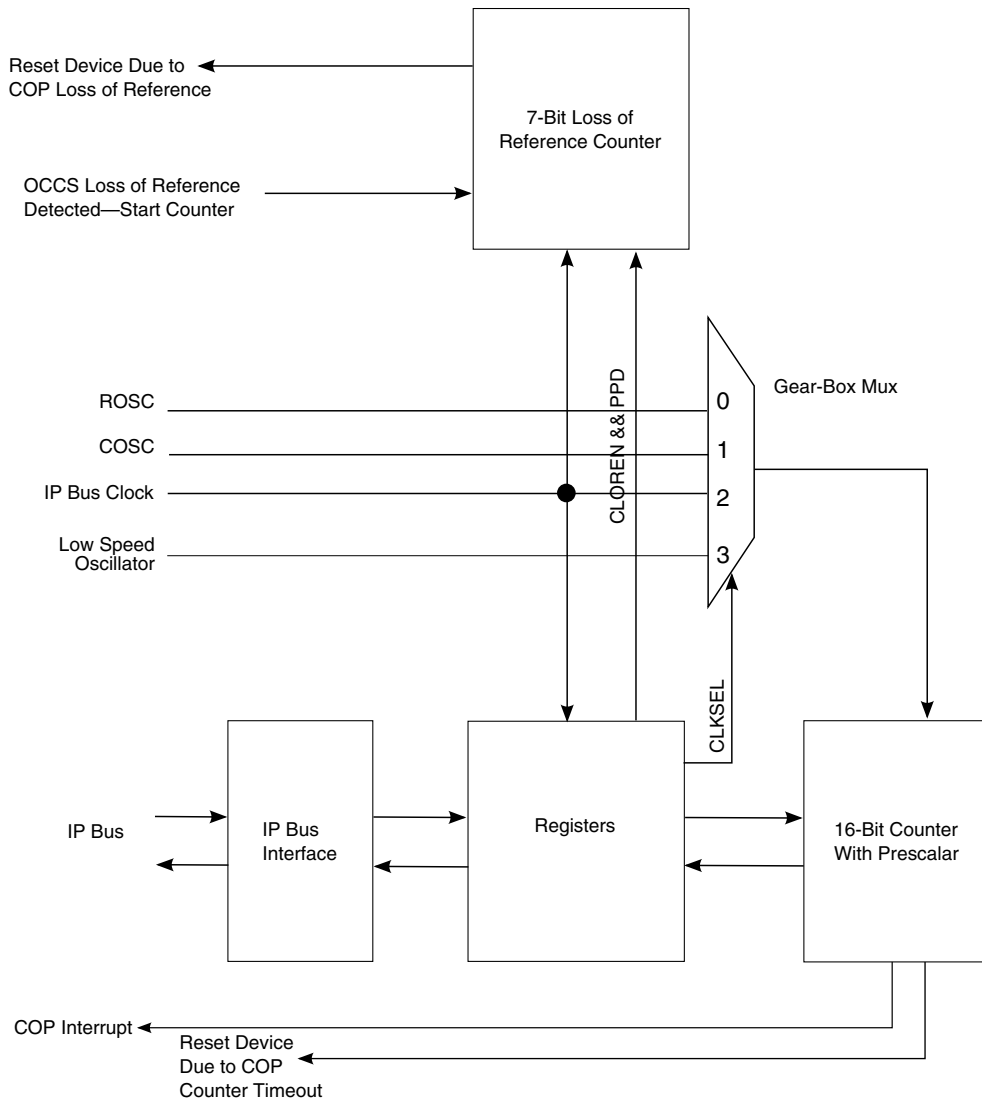 Reset Device Due to
COP Loss of Reference
7-Bit Loss of
Reference Counter
OCCS Loss of Reference
Detected—Start Counter
CLOREN && PPD
Gear-Box Mux
ROSC
0
COSC
1
IP Bus Clock
2
Low Speed
Oscillator
3
CLKSEL
IP Bus
IP Bus
Interface
Registers
16-Bit Counter
With Prescalar
COP Interrupt
Reset Device
Due to COP
Counter Timeout